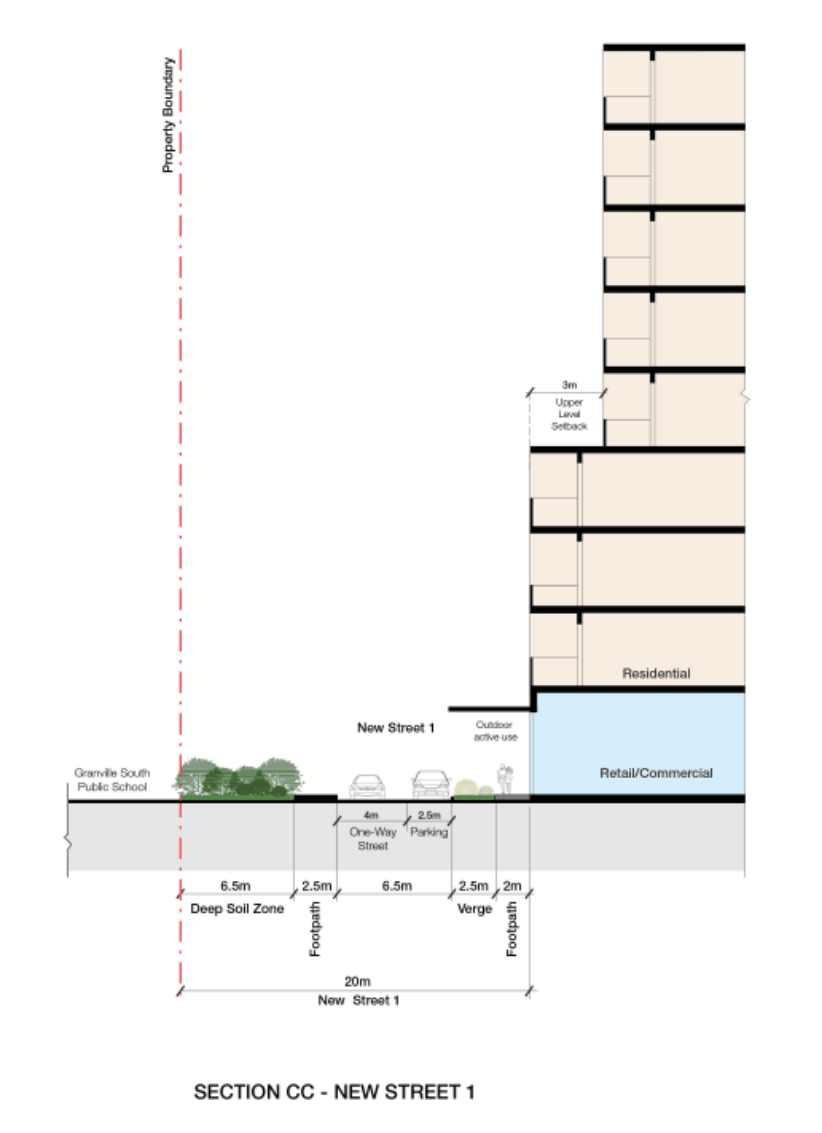 Property Boundary
3m
Upper
Level
Setback
Residential
New Street 1
Outdoor
active use
Granville South
Public School
Retail/Commercial
4m
2.5m
One-Way
Street
Parking
6.5m
2.5m
6.5m
2.5m
2m
Deep Soil Zone
Footpath
Verge
Footpath
20m
New Street 1
SECTION CC - NEW STREET 1